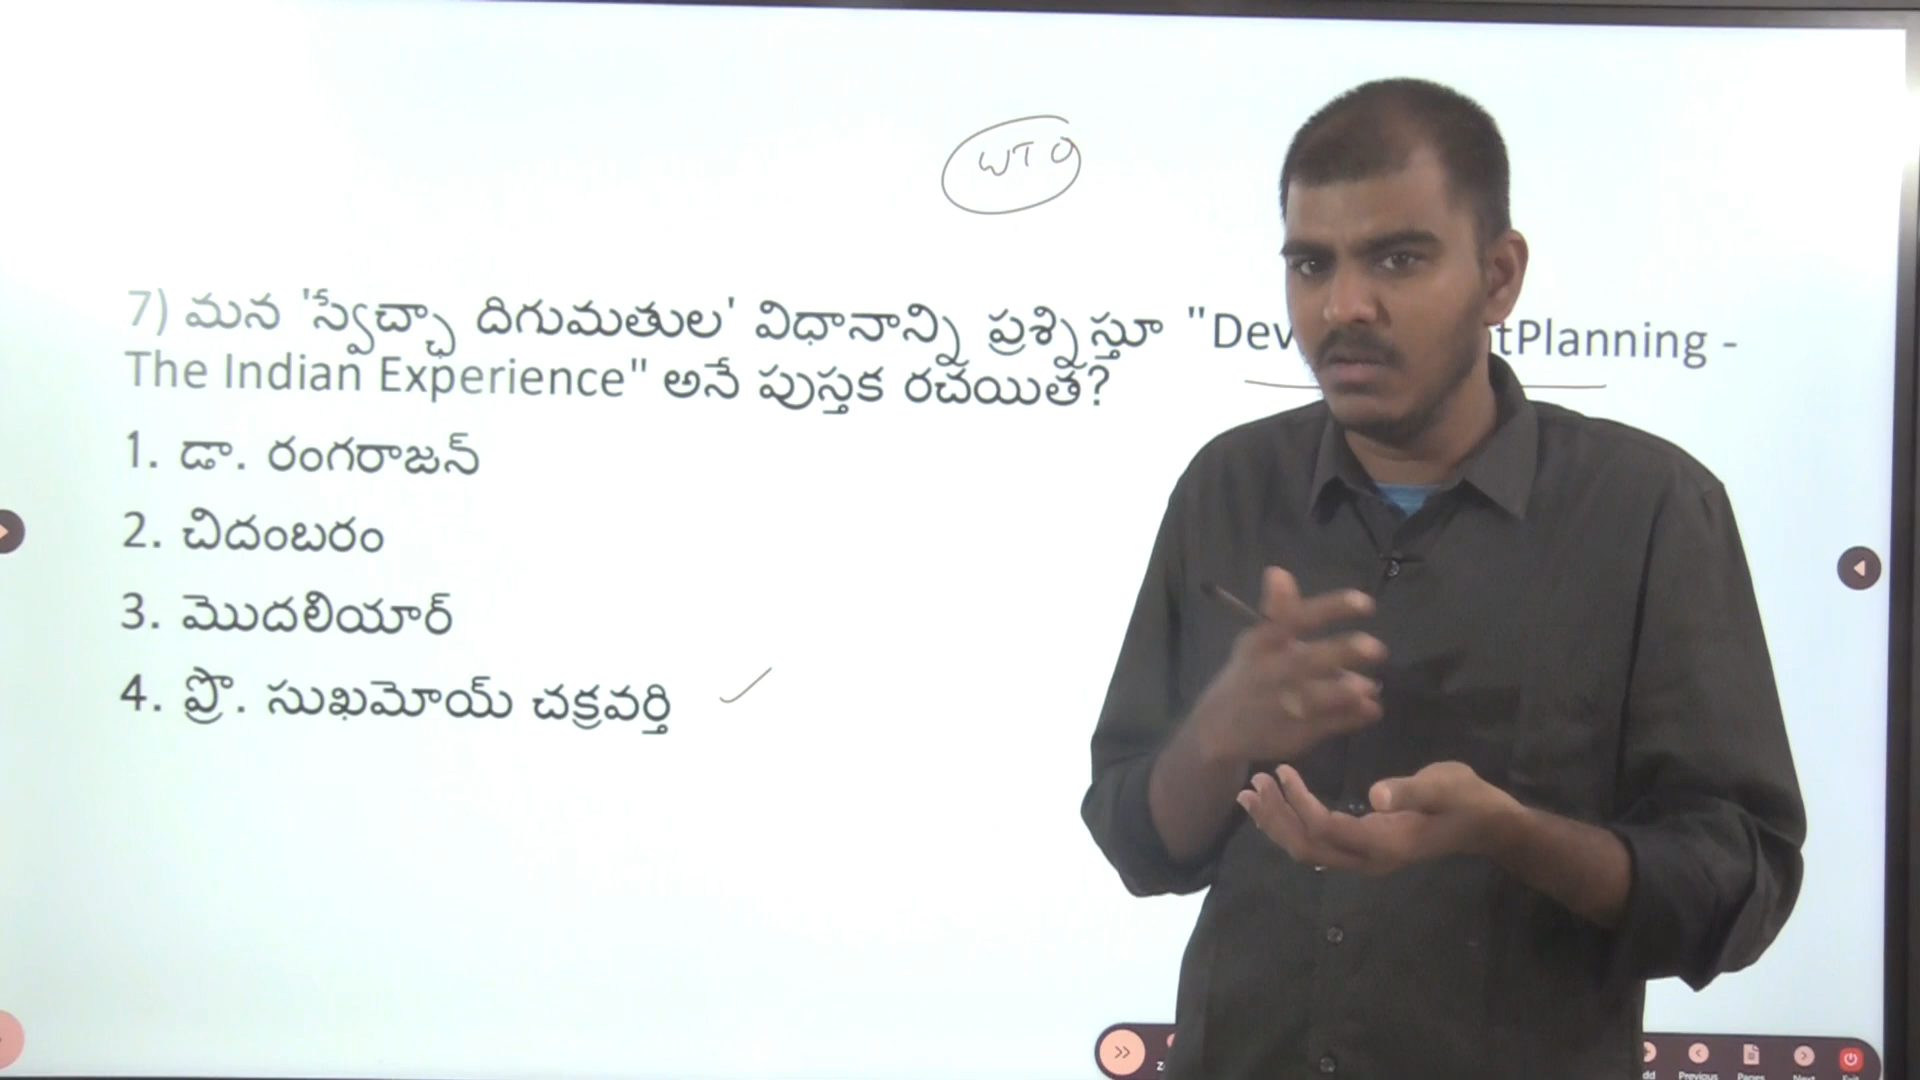 WTO
7) మన 'స్వేచ్ఛా దిగుమతుల' విధానాన్ని ప్రశ్నిస్తూ "Dev tPlanning -
The Indian Experience" అనే పుస్తక రచయిత?
1. డా. రంగరాజన్
2. చిదంబరం
3. మొదలియార్
4. ప్రొ. సుఖమోయ్ చక్రవర్తి
Previous